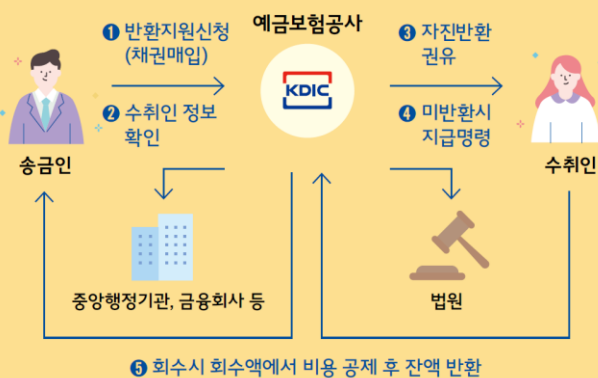 예금보험공사
❶ 반환지원신청
(채권매입)
KDIC
❸ 자진반환
권유
❷ 수취인 정보
확인
❹ 미반환시
지급명령
송금인
수취인
중앙행정기관, 금융회사 등
법원
❺ 회수시 회수액에서 비용 공제 후 잔액 반환